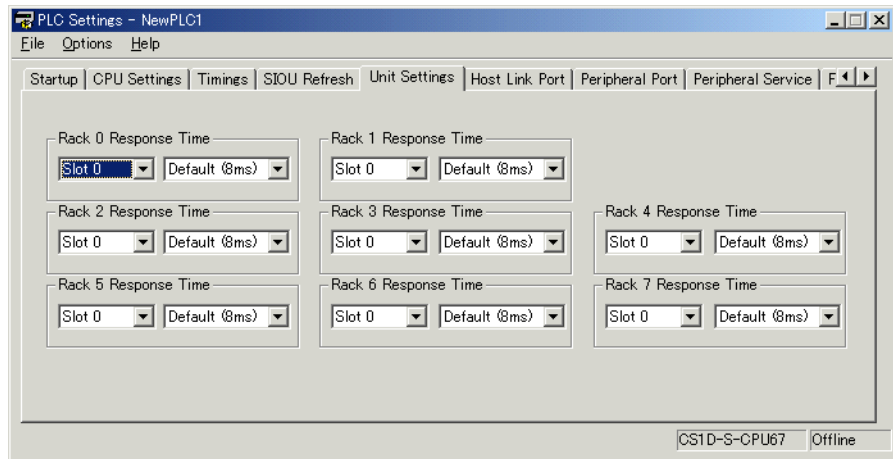 PLC Settings - NewPLC1
File Options Help
Startup CPU Settings Timings SIOU Refresh Unit Settings Host Link Port Peripheral Port Peripheral Service F
Rack 0 Response Time Rack 1 Response Time
Slot 0 Default (8ms) Slot 0 Default (8ms)
Rack 2 Response Time Rack 3 Response Time Rack 4 Response Time
Slot 0 Default (8ms) Slot 0 Default (8ms) Slot 0 Default (8ms)
Rack 5 Response Time Rack 6 Response Time Rack 7 Response Time
Slot 0 Default (8ms) Slot 0 Default (8ms) Slot 0 Default (8ms)
CS1D-S-CPU67 Offline